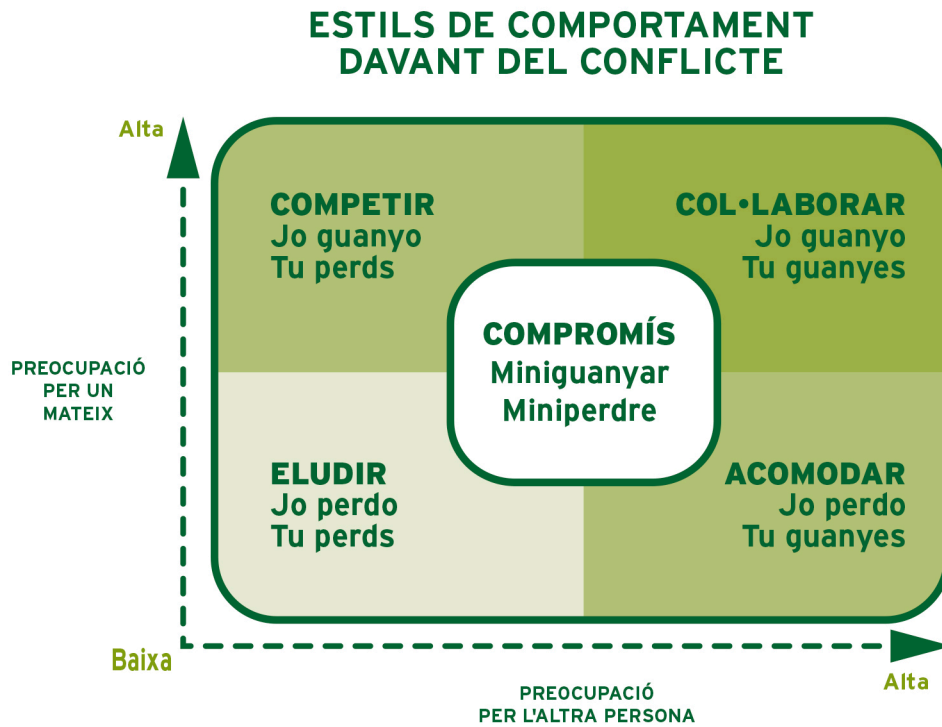 ESTILS DE COMPORTAMENT
DAVANT DEL CONFLICTE
Alta
COMPETIR
Jo guanyo
Tu perds
COL•LABORAR
Jo guanyo
Tu guanyes
PREOCUPACIÓ
PER UN
MATEIX
COMPROMÍS
Miniguanyar
Miniperdre
ELUDIR
Jo perdo
Tu perds
ACOMODAR
Jo perdo
Tu guanyes
Baixa
Alta
PREOCUPACIÓ
PER L'ALTRA PERSONA